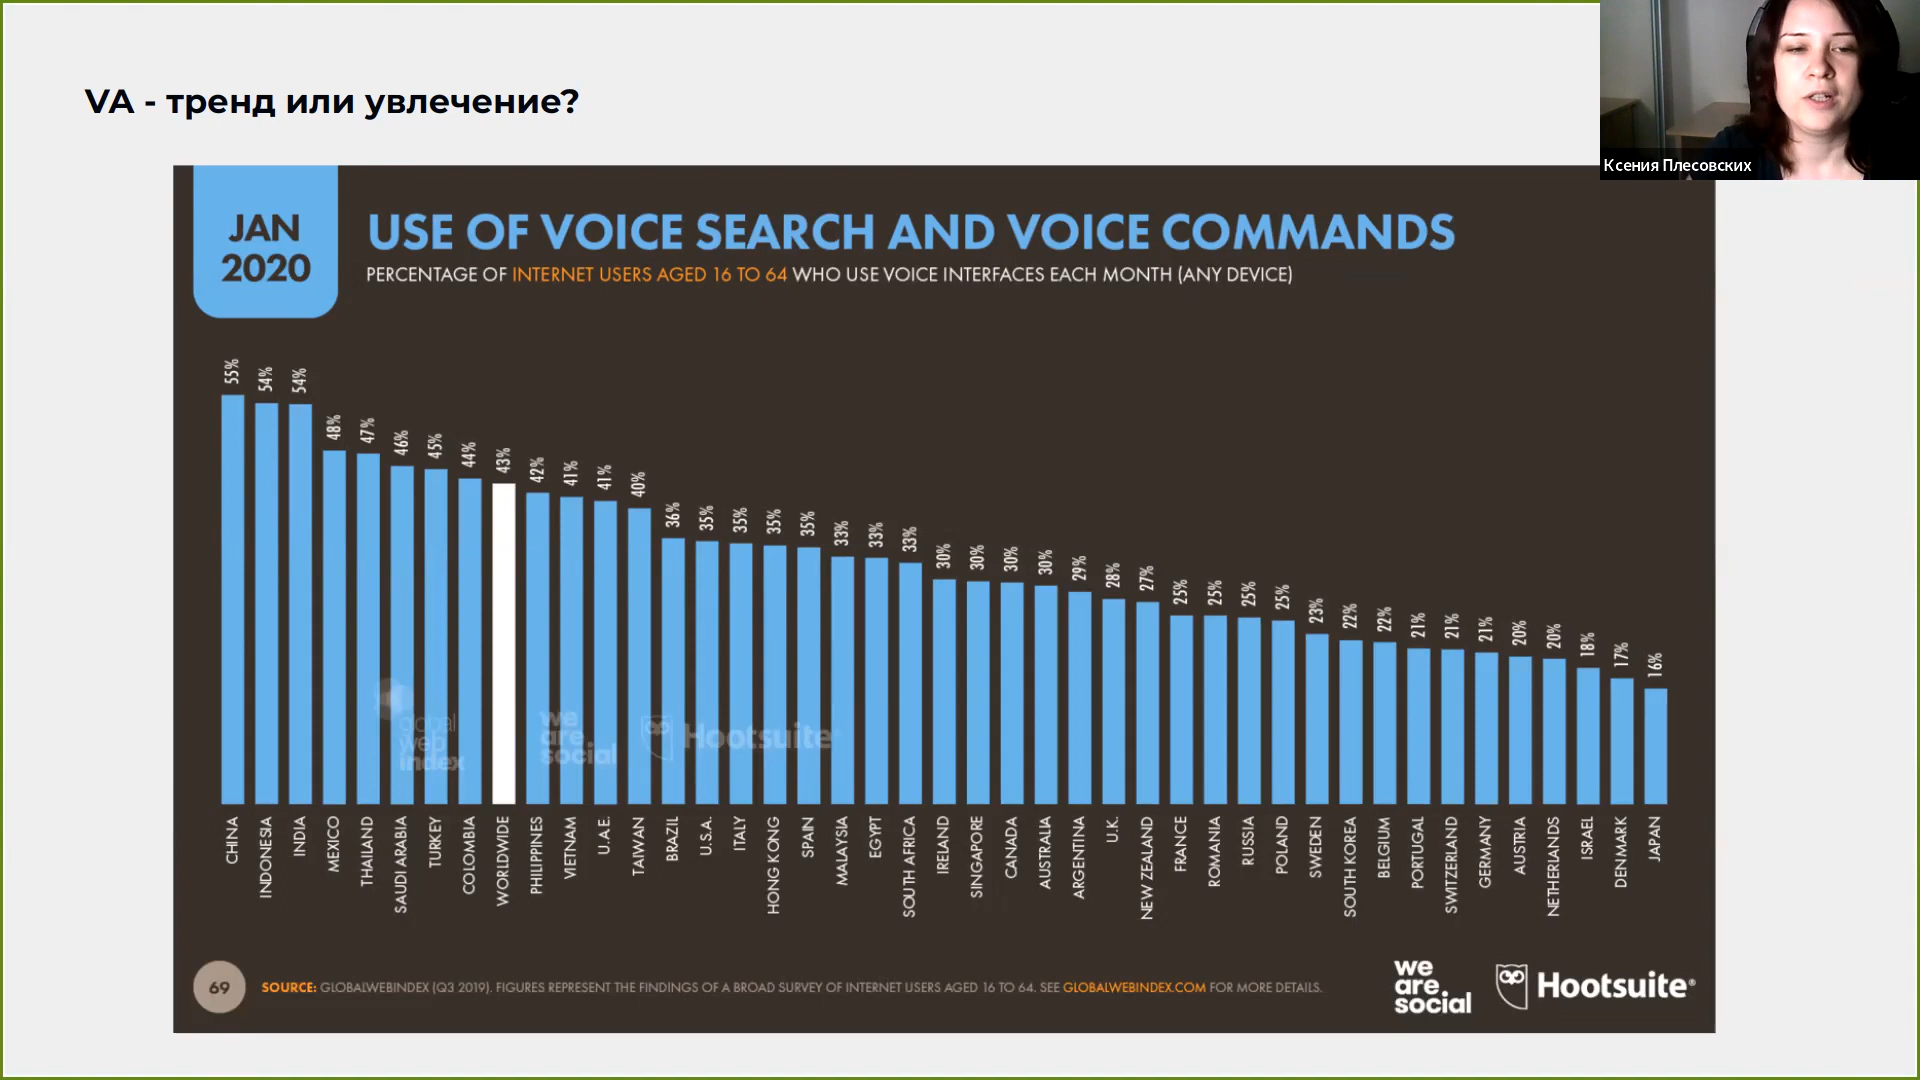 VA - тренд или увлечение?
Ксения Плесовских
JAN
2020
USE OF VOICE SEARCH AND VOICE COMMANDS
PERCENTAGE OF INTERNET USERS AGED 16 TO 64 WHO USE VOICE INTERFACES EACH MONTH (ANY DEVICE)
55% 54% 54% 48% 47% 46% 45% 44% 43% 42% 41% 41% 40% 36% 35% 35% 35% 35% 33% 33% 33% 30% 30% 30% 30% 29% 28% 27% 25% 25% 25% 25% 23% 22% 22% 21% 21% 21% 20% 20% 18% 17% 16%
global
web
index
we
are
social
Hootsuite
CHINA INDONESIA INDIA MEXICO THAILAND SAUDI ARABIA TURKEY COLOMBIA WORLDWIDE PHILIPPINES VIETNAM U.A.E. TAIWAN BRAZIL U.S.A. ITALY HONG KONG SPAIN MALAYSIA EGYPT SOUTH AFRICA IRELAND SINGAPORE CANADA AUSTRALIA ARGENTINA U.K. NEW ZEALAND FRANCE ROMANIA RUSSIA POLAND SWEDEN SOUTH KOREA BELGIUM PORTUGAL SWITZERLAND GERMANY AUSTRIA NETHERLANDS ISRAEL DENMARK JAPAN
69
SOURCE: GLOBALWEBINDEX (Q3 2019). FIGURES REPRESENT THE FINDINGS OF A BROAD SURVEY OF INTERNET USERS AGED 16 TO 64. SEE GLOBALWEBINDEX.COM FOR MORE DETAILS.
we
are
social
Hootsuite®